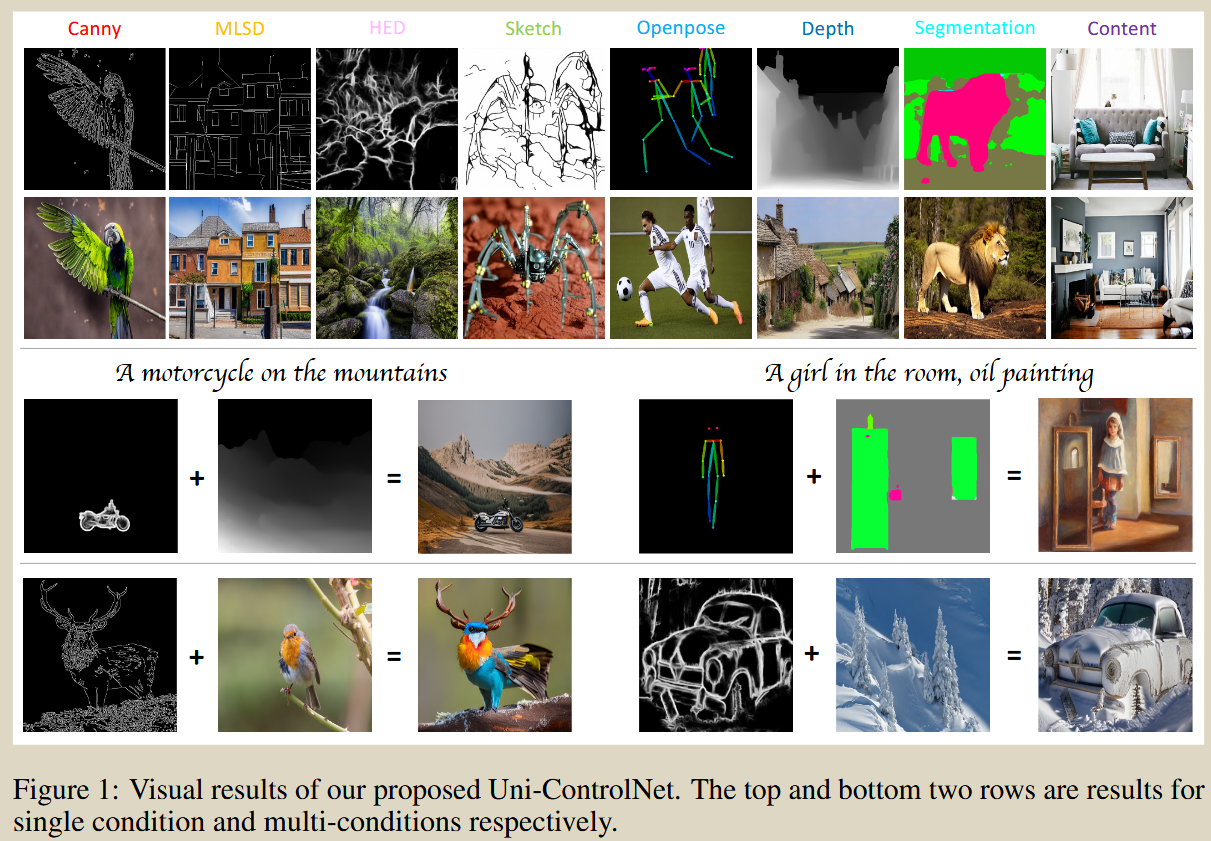 Canny MLSD HED Sketch Openpose Depth Segmentation Content
A motorcycle on the mountains
A girl in the room, oil painting
+ = + =
+ = + =
Figure 1: Visual results of our proposed Uni-ControlNet. The top and bottom two rows are results for
single condition and multi-conditions respectively.